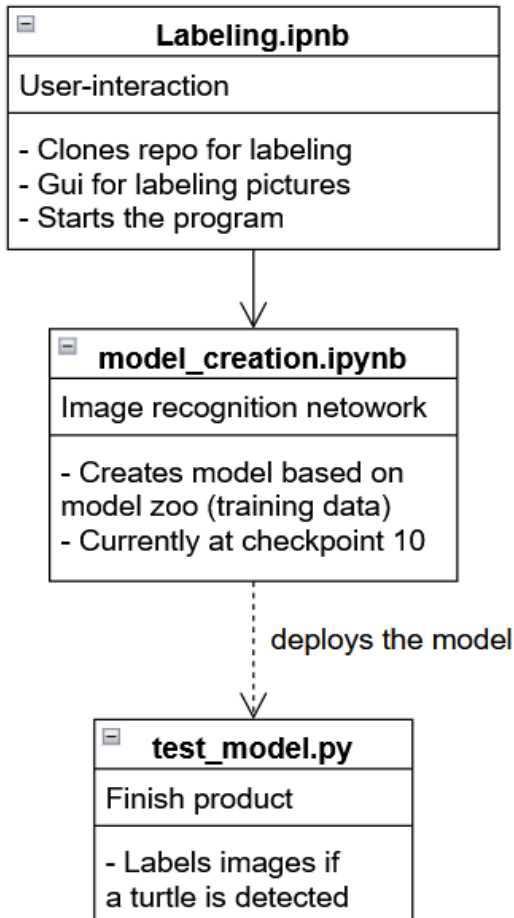 Labeling.ipnb
User-interaction
- Clones repo for labeling
- Gui for labeling pictures
- Starts the program
model_creation.ipynb
Image recognition netowork
- Creates model based on
model zoo (training data)
- Currently at checkpoint 10
deploys the model
test_model.py
Finish product
- Labels images if
a turtle is detected